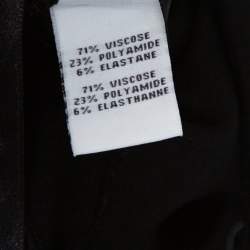 71% VISCOSE
23% POLYAMIDE
6% ELASTANE
71% VISCOSE
23% POLYAMIDE
6% ELASTHANNE